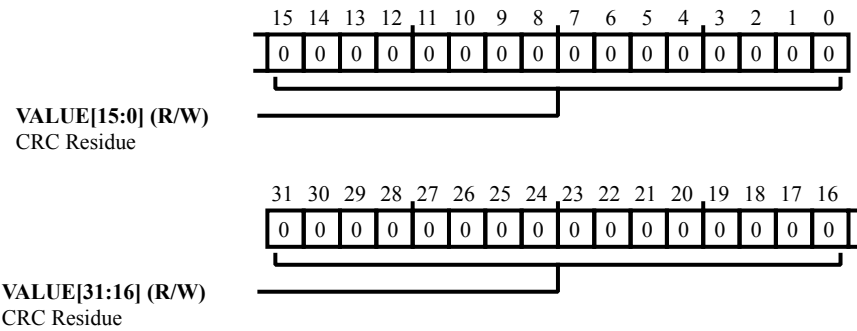 15 14 13 12 11 10 9 8 7 6 5 4 3 2 1 0
0 0 0 0 0 0 0 0 0 0 0 0 0 0 0 0
VALUE[15:0] (R/W)
CRC Residue
31 30 29 28 27 26 25 24 23 22 21 20 19 18 17 16
0 0 0 0 0 0 0 0 0 0 0 0 0 0 0 0
VALUE[31:16] (R/W)
CRC Residue